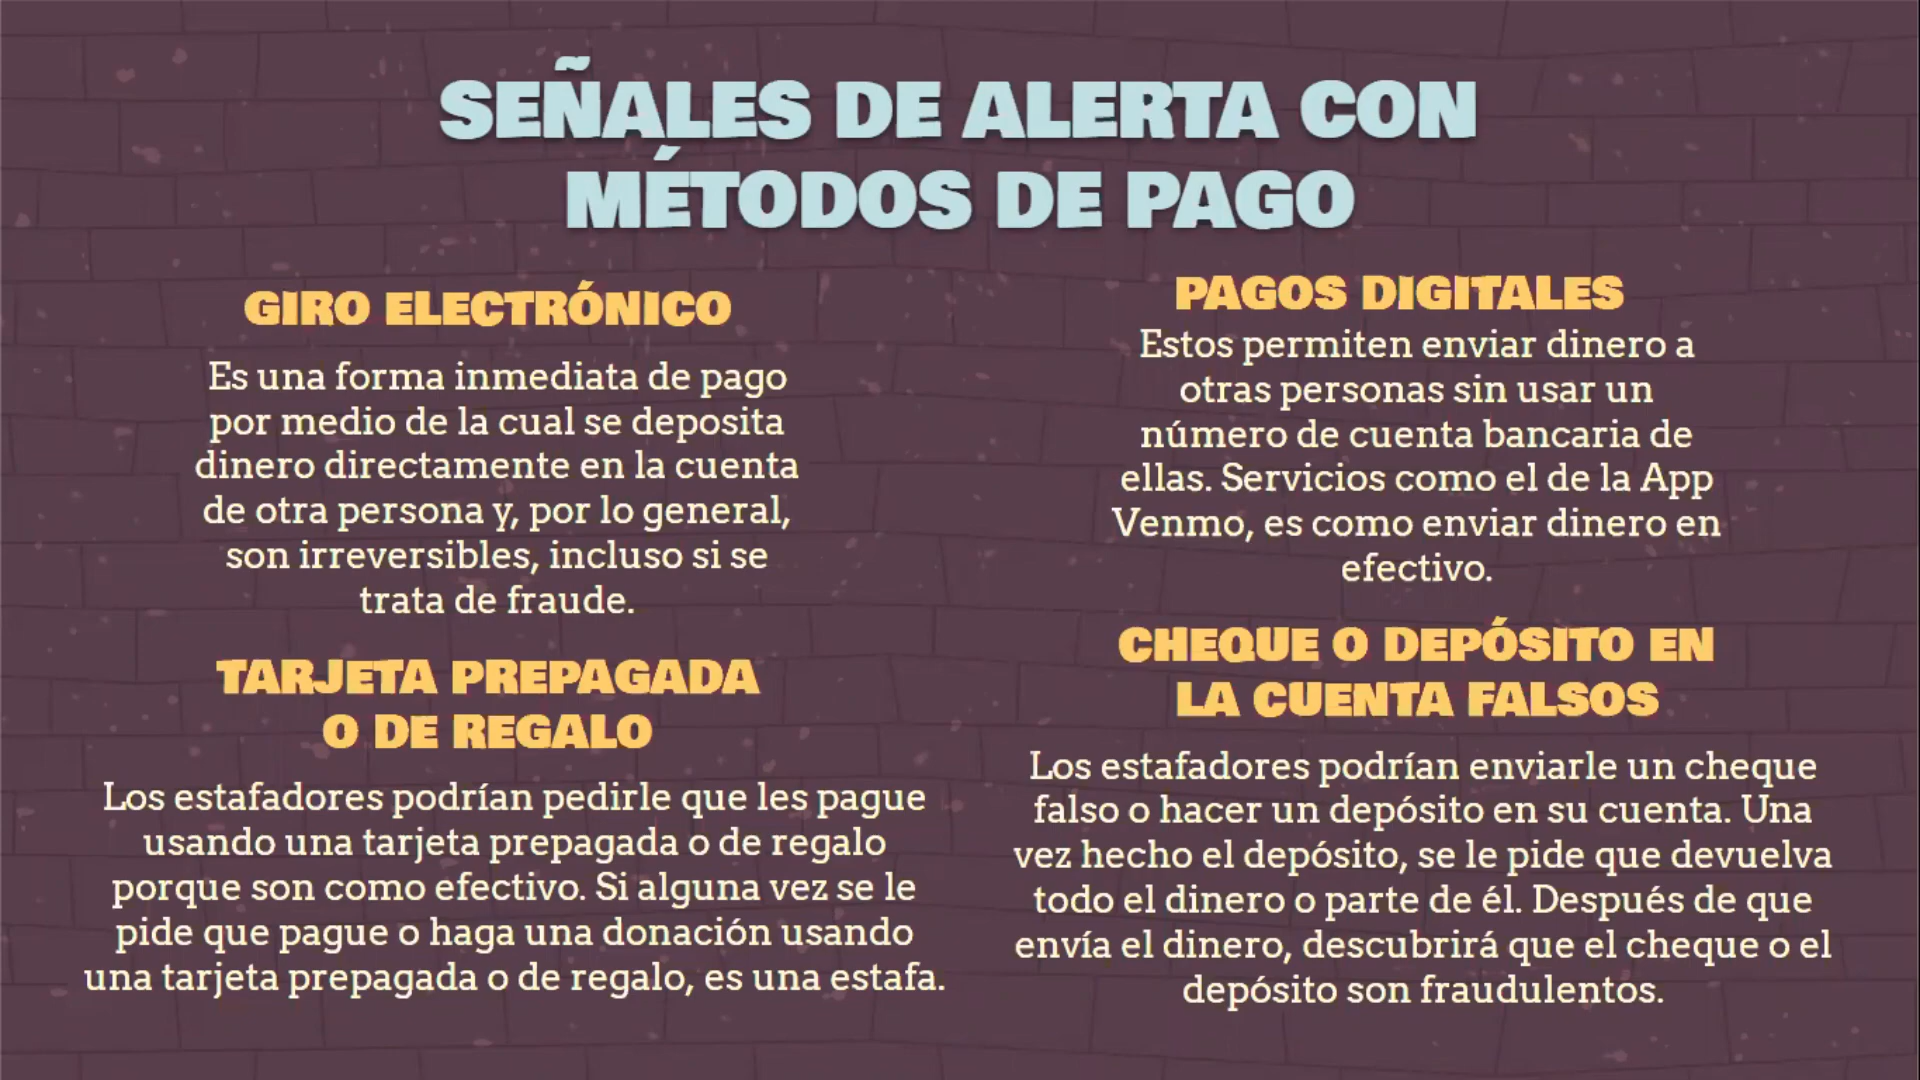 SEÑALES DE ALERTA CON
MÉTODOS DE PAGO
GIRO ELECTRÓNICO
Es una forma inmediata de pago
por medio de la cual se deposita
dinero directamente en la cuenta
de otra persona y, por lo general,
son irreversibles, incluso si se
trata de fraude.
TARJETA PREPAGADA
O DE REGALO
Los estafadores podrían pedirle que les pague
usando una tarjeta prepagada o de regalo
porque son como efectivo. Si alguna vez se le
pide que pague o haga una donación usando
una tarjeta prepagada o de regalo, es una estafa.
PAGOS DIGITALES
Estos permiten enviar dinero a
otras personas sin usar un
número de cuenta bancaria de
ellas. Servicios como el de la App
Venmo, es como enviar dinero en
efectivo.
CHEQUE O DEPÓSITO EN
LA CUENTA FALSOS
Los estafadores podrían enviarle un cheque
falso o hacer un depósito en su cuenta. Una
vez hecho el depósito, se le pide que devuelva
todo el dinero o parte de él. Después de que
envía el dinero, descubrirá que el cheque o el
depósito son fraudulentos.